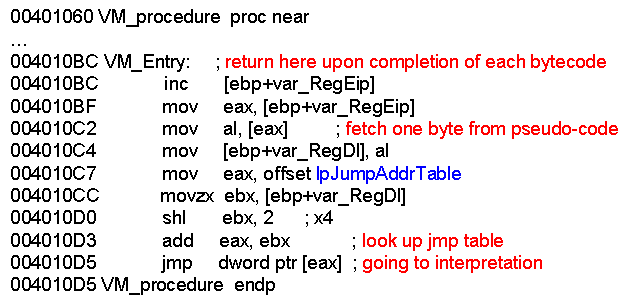 00401060 VM_procedure proc near
...
004010BC VM_Entry: ; return here upon completion of each bytecode
004010BC inc [ebp+var_RegEip]
004010BF mov eax, [ebp+var_RegEip]
004010C2 mov al, [eax] ; fetch one byte from pseudo-code
004010C4 mov [ebp+var_RegDl], al
004010C7 mov eax, offset lpJumpAddrTable
004010CC movzx ebx, [ebp+var_RegDl]
004010D0 shl ebx, 2 ; x4
004010D3 add eax, ebx ; look up jmp table
004010D5 jmp dword ptr [eax] ; going to interpretation
004010D5 VM_procedure endp